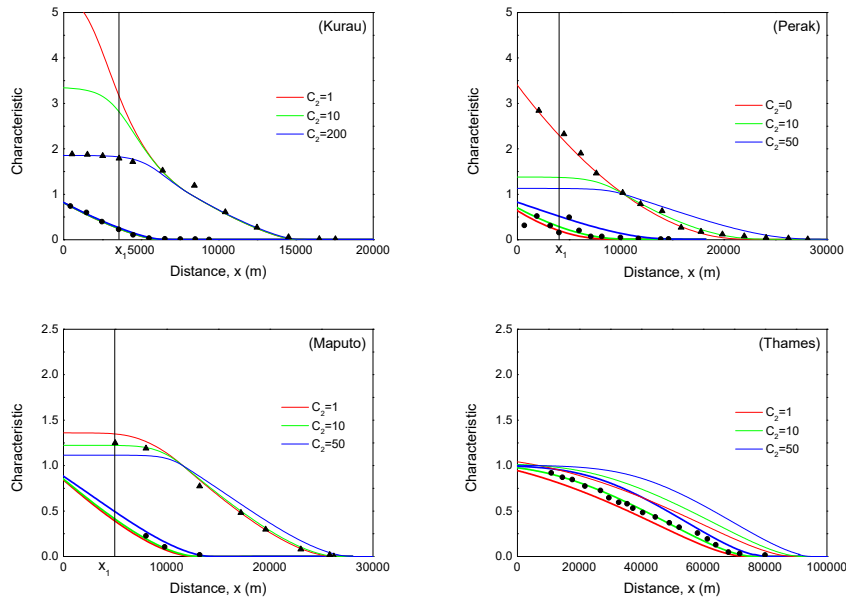 (Kurau)
Characteristic
5
4
3
2
1
0
C₂=1
C₂=10
C₂=200
0 5000 10000 15000 20000
x₁
Distance, x (m)
(Perak)
Characteristic
5
4
3
2
1
0
C₂=0
C₂=10
C₂=50
0 10000 20000 30000
x₁
Distance, x (m)
(Maputo)
Characteristic
2.5
2.0
1.5
1.0
0.5
0.0
C₂=1
C₂=10
C₂=50
0 10000 20000 30000
x₁
Distance, x (m)
(Thames)
Characteristic
2.5
2.0
1.5
1.0
0.5
0.0
C₂=1
C₂=10
C₂=50
0 20000 40000 60000 80000 100000
Distance, x (m)